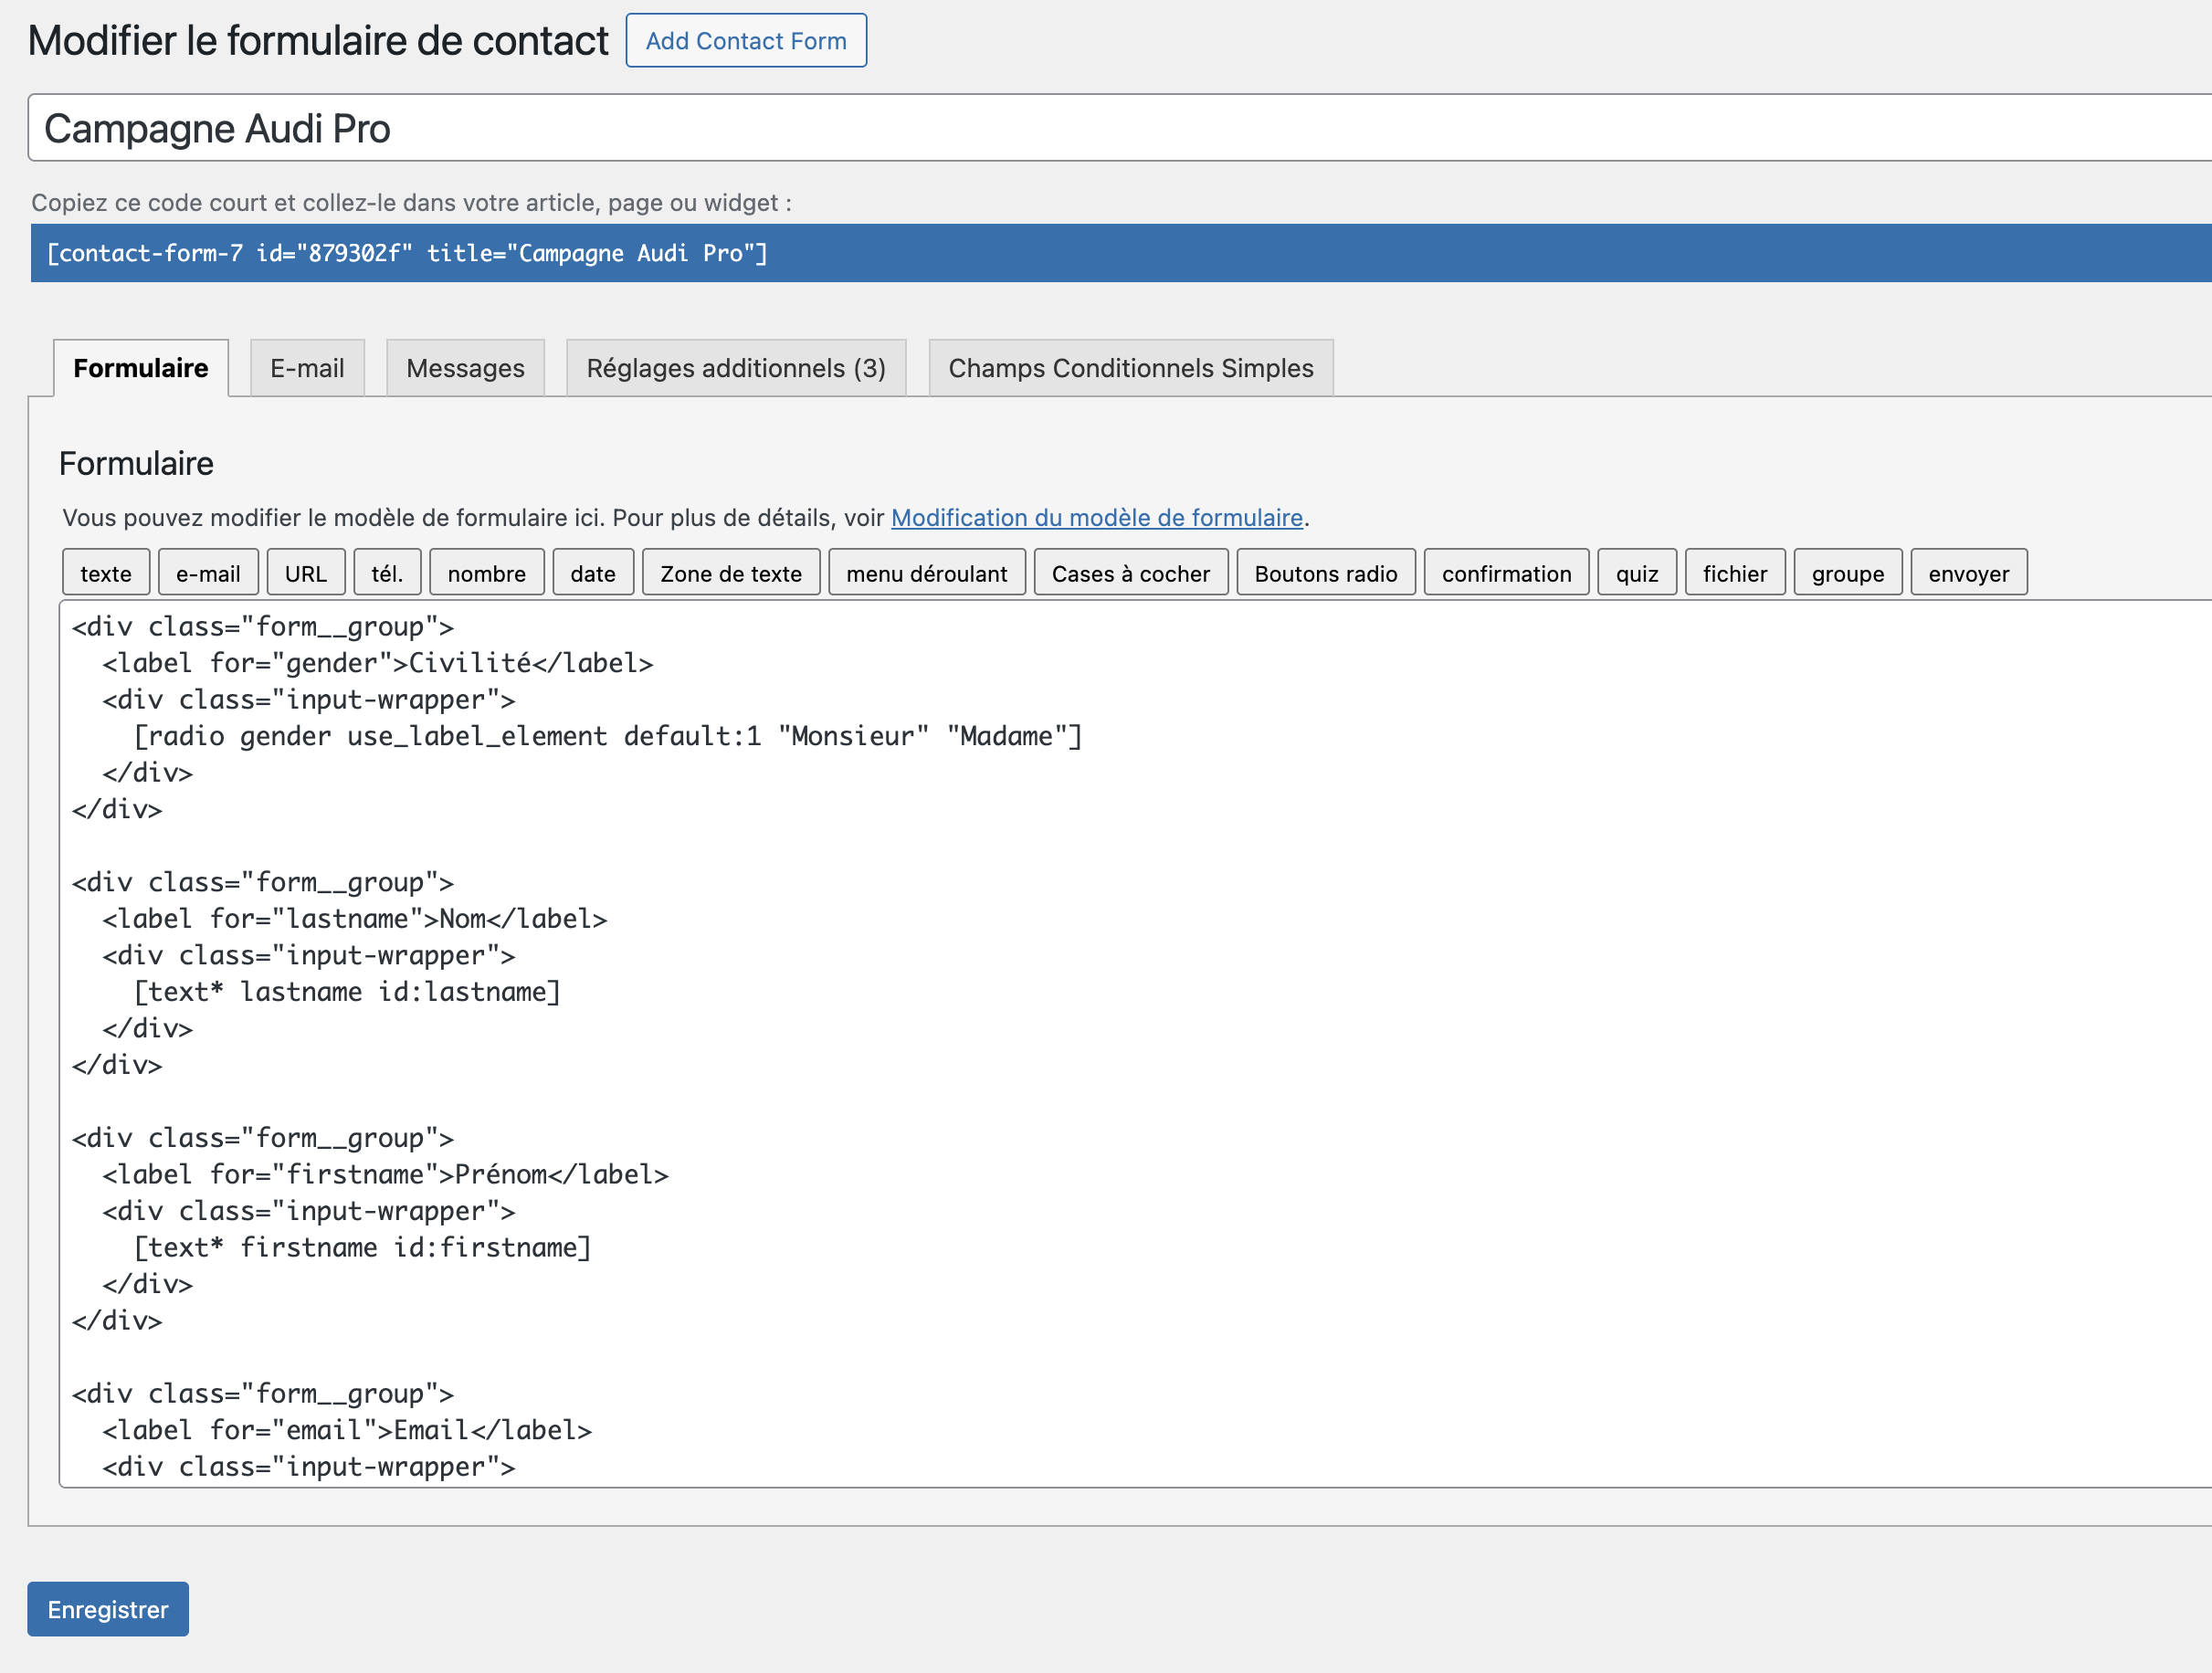 Modifier le formulaire de contact Add Contact Form
Campagne Audi Pro
Copiez ce code court et collez-le dans votre article, page ou widget :
[contact-form-7 id="879302f" title="Campagne Audi Pro"]
Formulaire E-mail Messages Réglages additionnels (3) Champs Conditionnels Simples
Formulaire
Vous pouvez modifier le modèle de formulaire ici. Pour plus de détails, voir Modification du modèle de formulaire.
texte e-mail URL tél. nombre date Zone de texte menu déroulant Cases à cocher Boutons radio confirmation quiz fichier groupe envoyer
<div class="form__group">
  <label for="gender">Civilité</label>
  <div class="input-wrapper">
    [radio gender use_label_element default:1 "Monsieur" "Madame"]
  </div>
</div>

<div class="form__group">
  <label for="lastname">Nom</label>
  <div class="input-wrapper">
    [text* lastname id:lastname]
  </div>
</div>

<div class="form__group">
  <label for="firstname">Prénom</label>
  <div class="input-wrapper">
    [text* firstname id:firstname]
  </div>
</div>

<div class="form__group">
  <label for="email">Email</label>
  <div class="input-wrapper">
Enregistrer